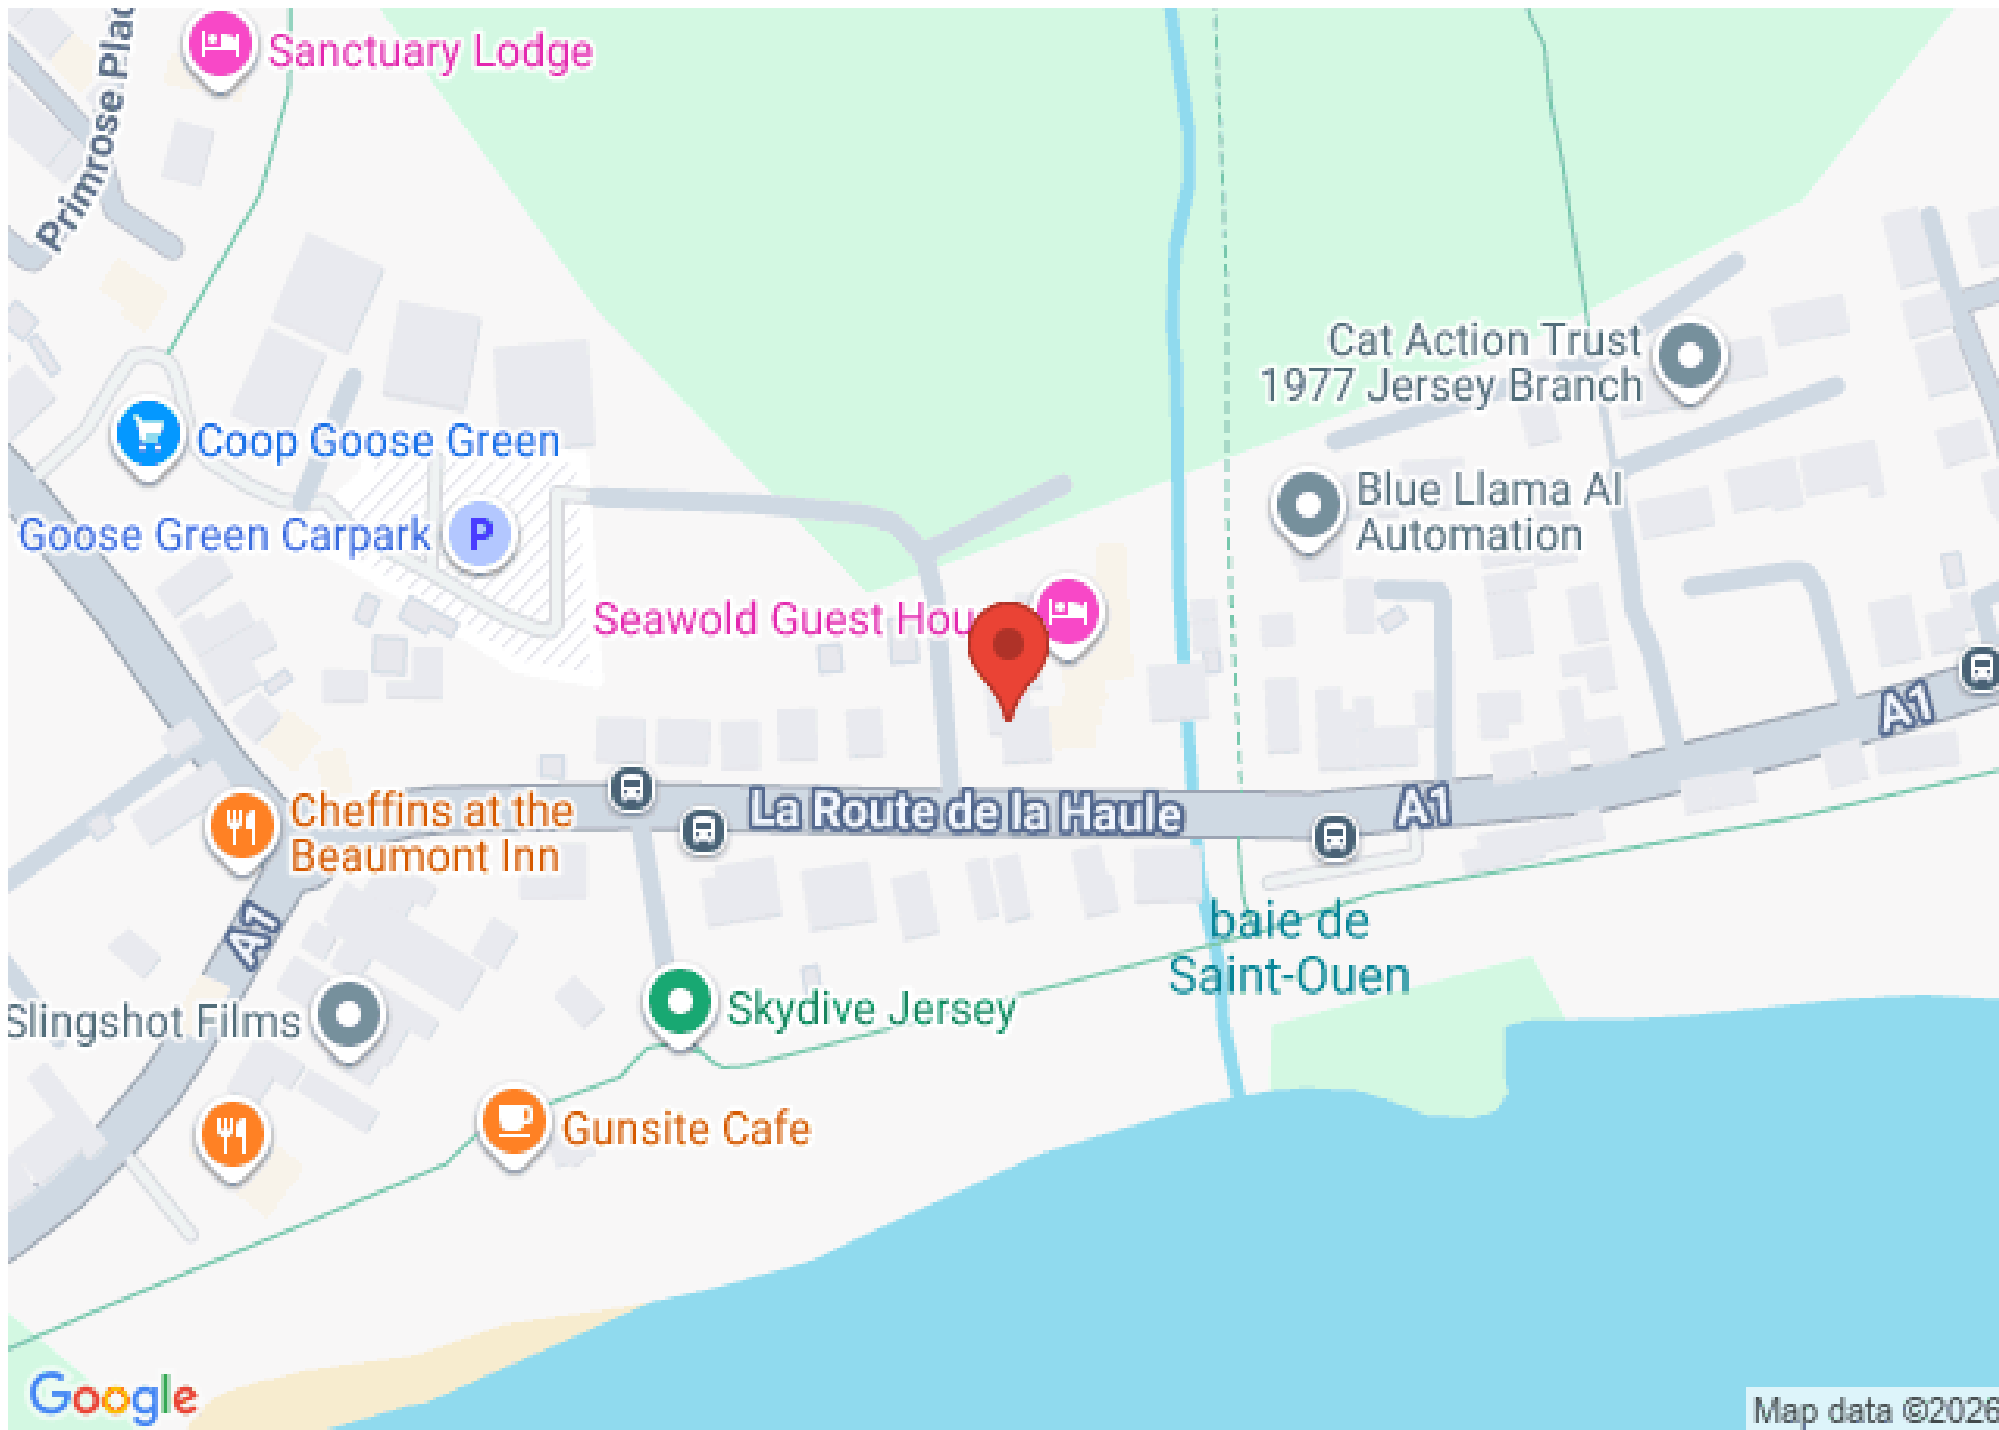 Sanctuary Lodge
Primrose Plac
Cat Action Trust
1977 Jersey Branch
Coop Goose Green
Blue Llama AI
Automation
Goose Green Carpark
P
Seawold Guest Hou
A1
Cheffins at the
Beaumont Inn
La Route de la Haule
A1
A1
baie de
Saint-Ouen
Slingshot Films
Skydive Jersey
Gunsite Cafe
Google
Map data ©2026